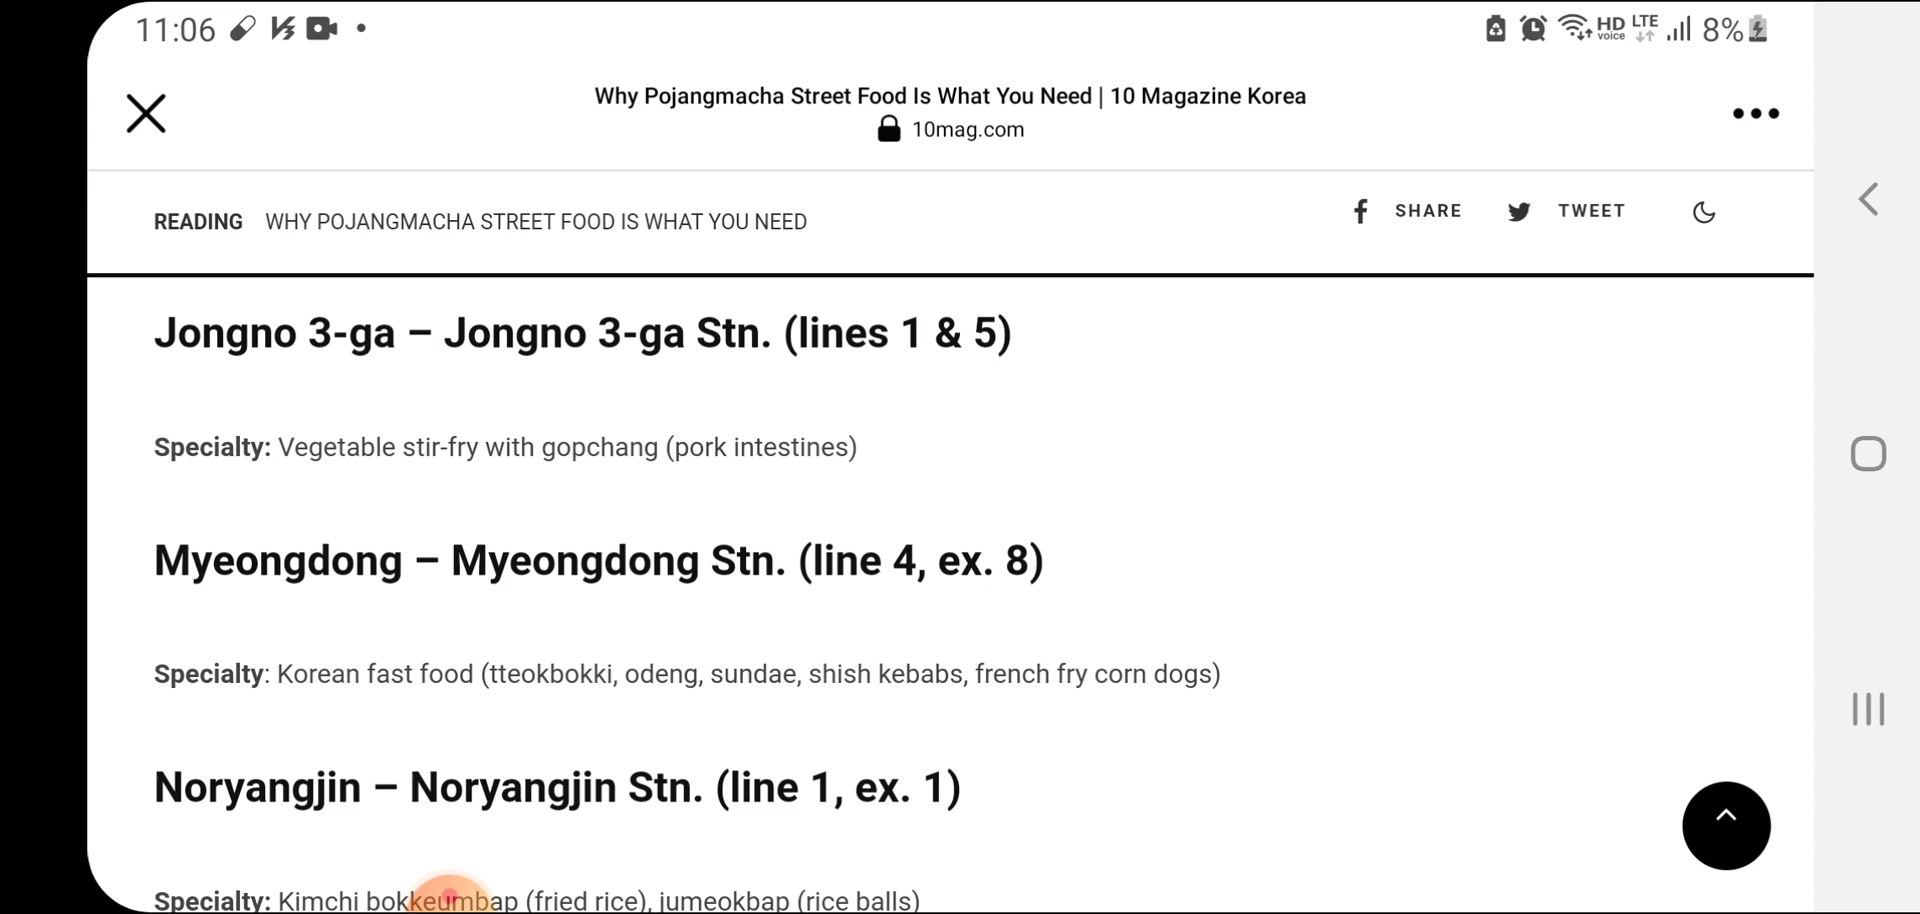 11:06
HD voice LTE 8%
Why Pojangmacha Street Food Is What You Need | 10 Magazine Korea
10mag.com
READING WHY POJANGMACHA STREET FOOD IS WHAT YOU NEED
SHARE TWEET
Jongno 3-ga – Jongno 3-ga Stn. (lines 1 & 5)
Specialty: Vegetable stir-fry with gopchang (pork intestines)
Myeongdong – Myeongdong Stn. (line 4, ex. 8)
Specialty: Korean fast food (tteokbokki, odeng, sundae, shish kebabs, french fry corn dogs)
Noryangjin – Noryangjin Stn. (line 1, ex. 1)
Specialty: Kimchi bokkeumbap (fried rice), jumeokbap (rice balls)